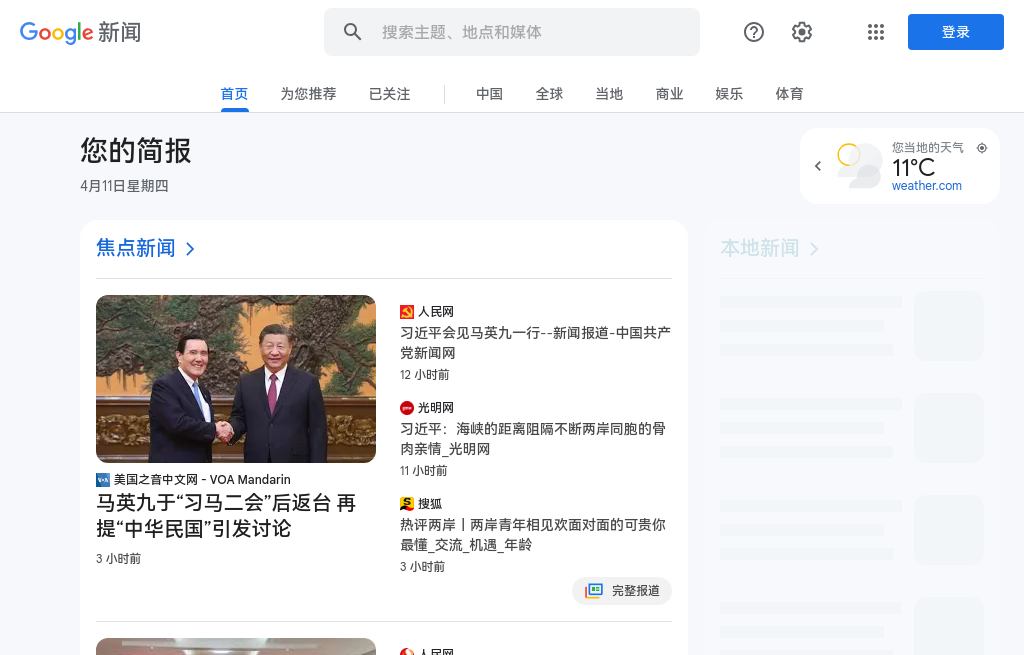 Google 新闻
搜索主题、地点和媒体
登录
首页
为您推荐
已关注
中国
全球
当地
商业
娱乐
体育
您的简报
4月11日星期四
您当地的天气
11°C
weather.com
焦点新闻
本地新闻
美国之音中文网 - VOA Mandarin
马英九于“习马二会”后返台 再
提“中华民国”引发讨论
3 小时前
人民网
习近平会见马英九一行--新闻报道-中国共产
党新闻网
12 小时前
光明网
习近平：海峡的距离阻隔不断两岸同胞的骨
肉亲情_光明网
11 小时前
搜狐
热评两岸丨两岸青年相见欢面对面的可贵你
最懂_交流_机遇_年龄
3 小时前
完整报道
人民网